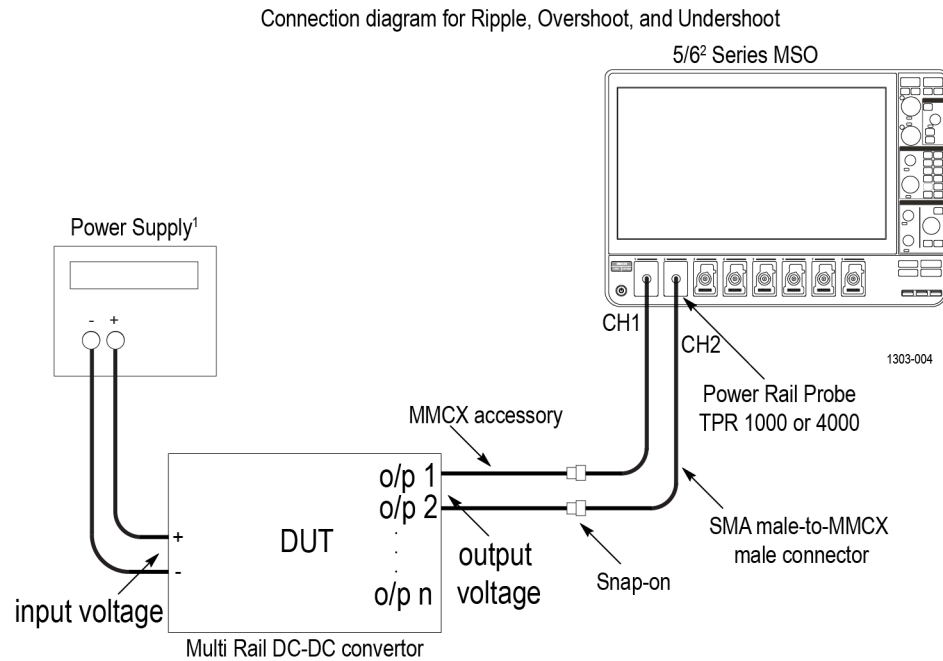 Connection diagram for Ripple, Overshoot, and Undershoot
5/6² Series MSO
Power Supply¹
- +
CH1
CH2
1303-004
Power Rail Probe
TPR 1000 or 4000
MMCX accessory
o/p 1
o/p 2
.
.
.
o/p n
DUT
+
-
input voltage
output
voltage
Snap-on
SMA male-to-MMCX
male connector
Multi Rail DC-DC convertor